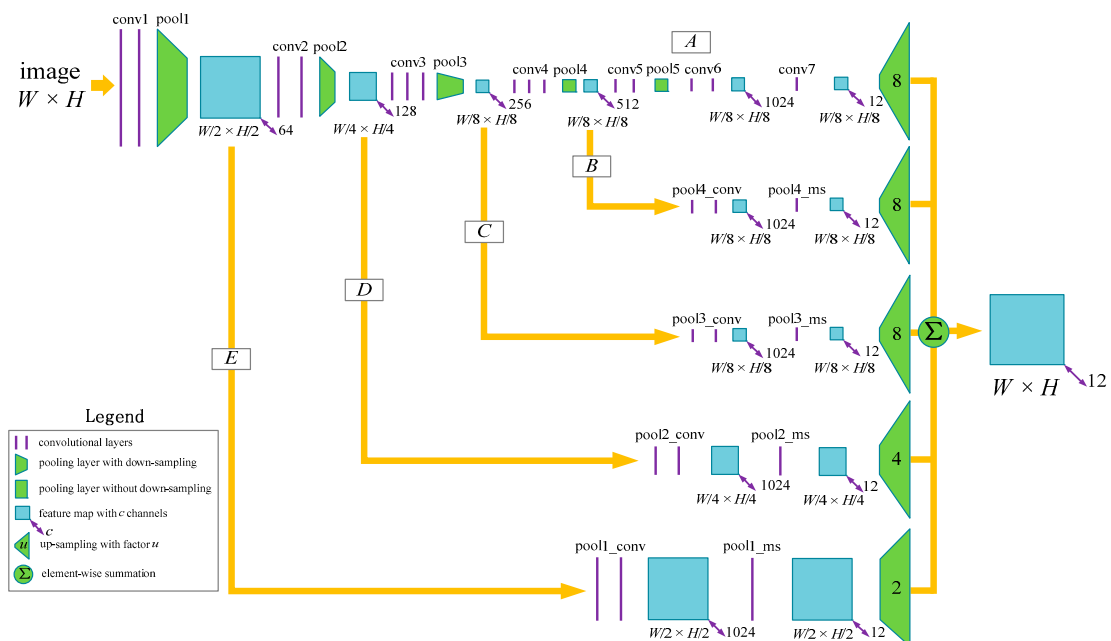 conv1
pool1
conv2
pool2
conv3
pool3
conv4
pool4
conv5
pool5
A
conv6
conv7
image
W × H
64
W/2 × H/2
128
W/4 × H/4
256
W/8 × H/8
512
W/8 × H/8
1024
W/8 × H/8
12
W/8 × H/8
8
B
pool4_conv
pool4_ms
1024
W/8 × H/8
12
W/8 × H/8
8
C
pool3_conv
pool3_ms
1024
W/8 × H/8
12
W/8 × H/8
8
Σ
W × H
12
D
pool2_conv
pool2_ms
1024
W/4 × H/4
12
W/4 × H/4
4
E
pool1_conv
pool1_ms
W/2 × H/2
1024
W/2 × H/2
12
2
Legend
convolutional layers
pooling layer with down-sampling
pooling layer without down-sampling
feature map with c channels
c
u up-sampling with factor u
Σ element-wise summation